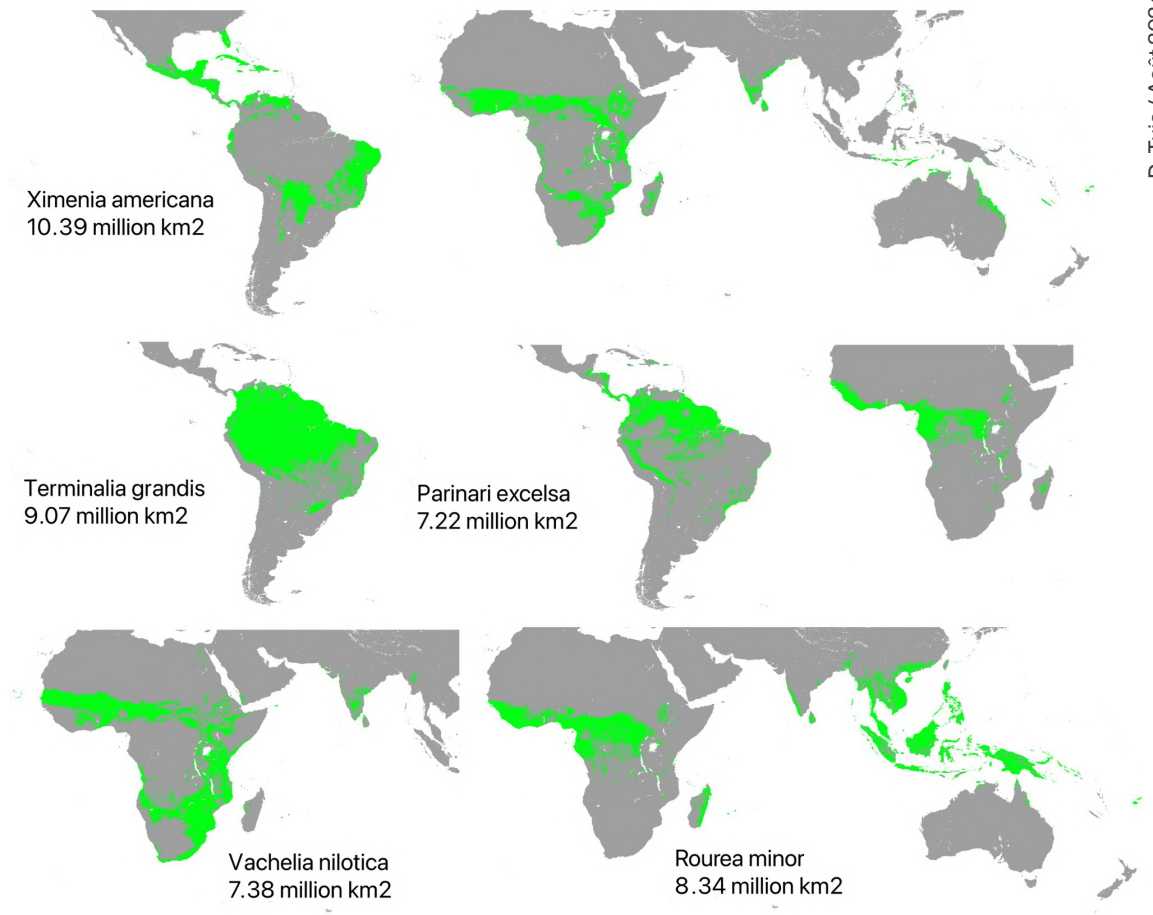 Ximenia americana
10.39 million km2
Terminalia grandis
9.07 million km2
Parinari excelsa
7.22 million km2
Vachelia nilotica
7.38 million km2
Rourea minor
8.34 million km2